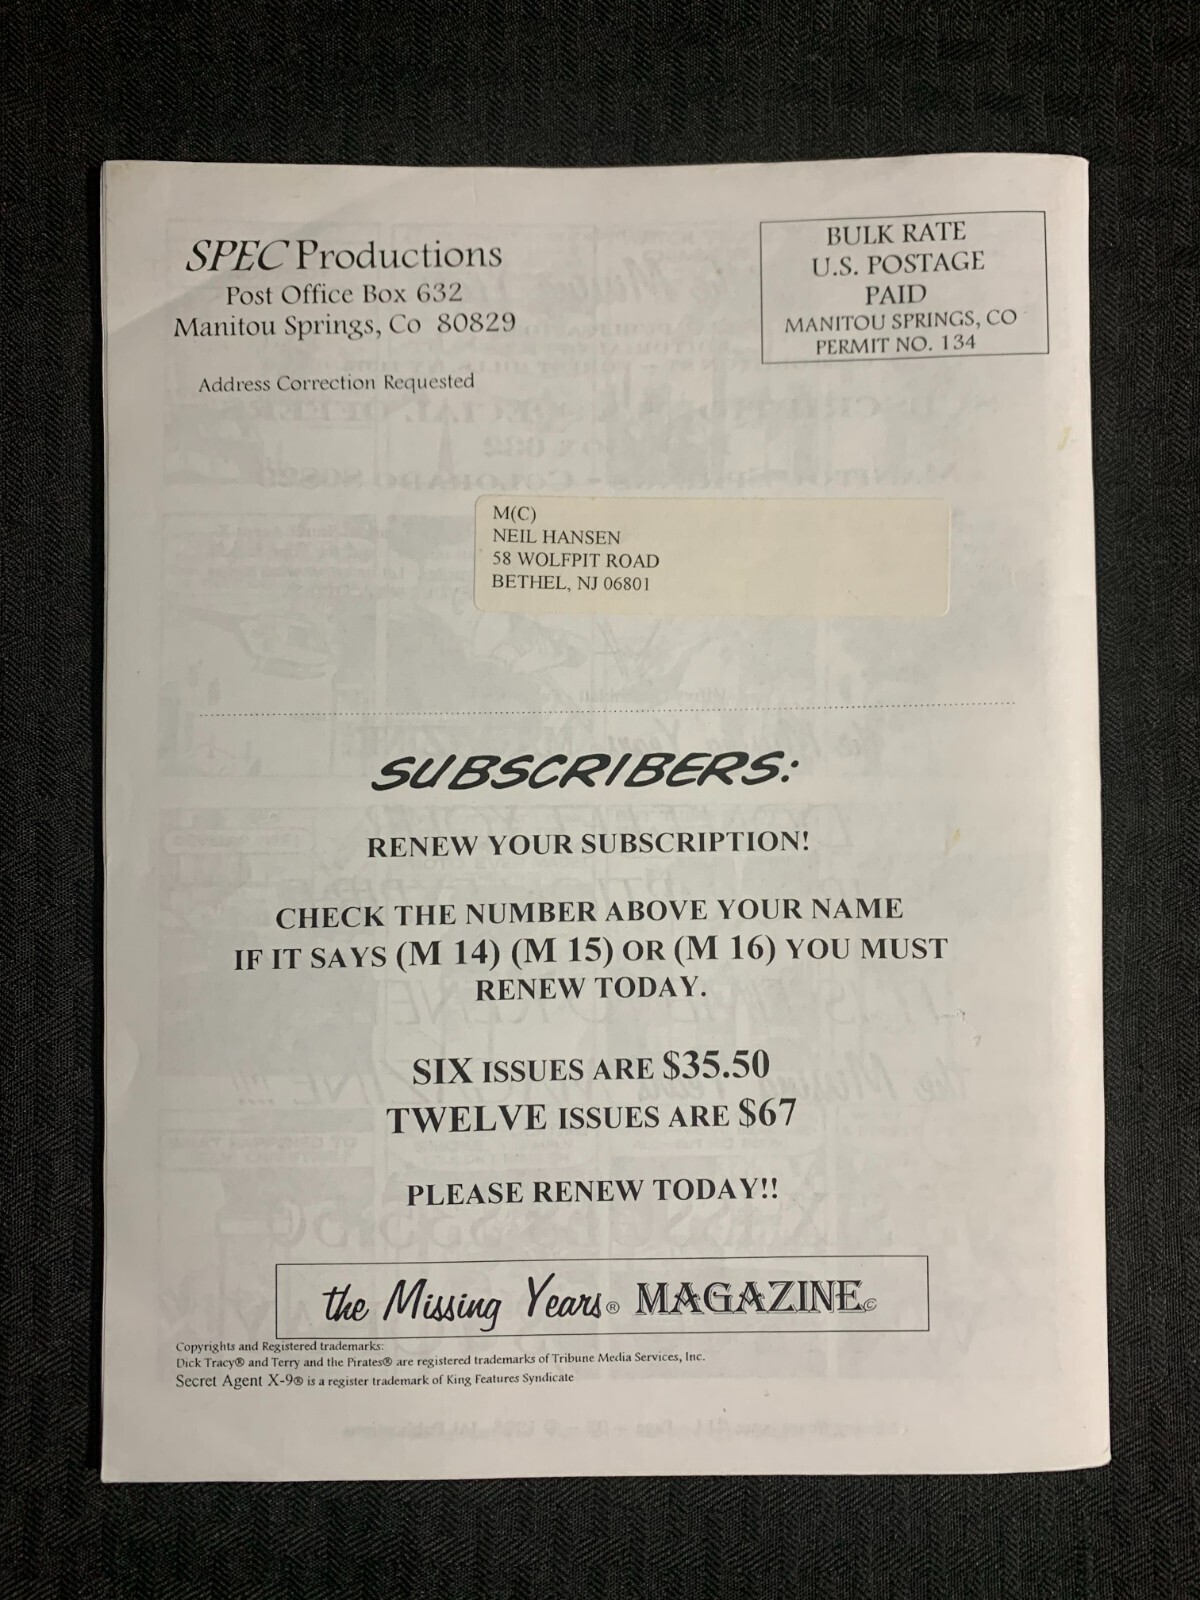 SPEC Productions
Post Office Box 632
Manitou Springs, Co 80829
Address Correction Requested
BULK RATE
U.S. POSTAGE
PAID
MANITOU SPRINGS, CO
PERMIT NO. 134
M(C)
NEIL HANSEN
58 WOLFPIT ROAD
BETHEL, NJ 06801
SUBSCRIBERS:
RENEW YOUR SUBSCRIPTION!
CHECK THE NUMBER ABOVE YOUR NAME
IF IT SAYS (M 14) (M 15) OR (M 16) YOU MUST
RENEW TODAY.
SIX ISSUES ARE $35.50
TWELVE ISSUES ARE $67
PLEASE RENEW TODAY!!
the Missing Years® MAGAZINE©
Copyrights and Registered trademarks:
Dick Tracy® and Terry and the Pirates® are registered trademarks of Tribune Media Services, Inc.
Secret Agent X-9® is a register trademark of King Features Syndicate